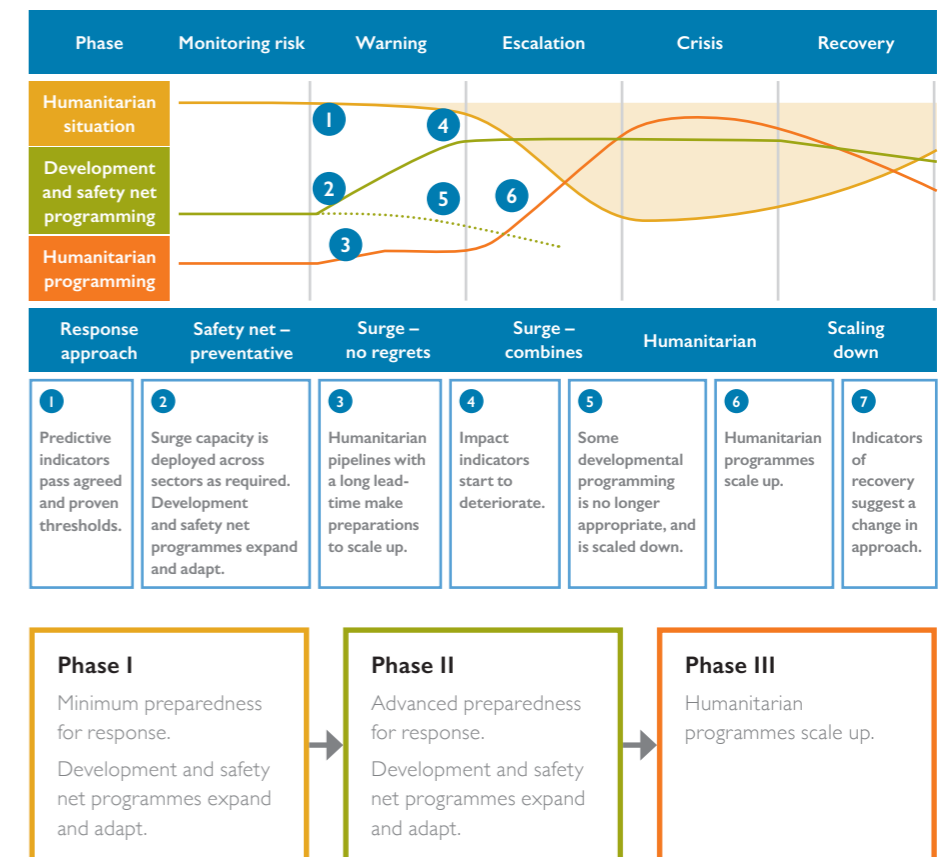 Phase Monitoring risk Warning Escalation Crisis Recovery
Humanitarian
situation
Development
and safety net
programming
Humanitarian
programming
1
4
2
5
6
3
Response
approach
Safety net –
preventative
Surge –
no regrets
Surge –
combines
Humanitarian
Scaling
down
1
Predictive
indicators
pass agreed
and proven
thresholds.
2
Surge capacity is
deployed across
sectors as required.
Development
and safety net
programmes expand
and adapt.
3
Humanitarian
pipelines with
a long lead-
time make
preparations
to scale up.
4
Impact
indicators
start to
deteriorate.
5
Some
developmental
programming
is no longer
appropriate, and
is scaled down.
6
Humanitarian
programmes
scale up.
7
Indicators
of
recovery
suggest a
change in
approach.
Phase I
Minimum preparedness
for response.
Development and safety
net programmes expand
and adapt.
Phase II
Advanced preparedness
for response.
Development and safety
net programmes expand
and adapt.
Phase III
Humanitarian
programmes scale up.